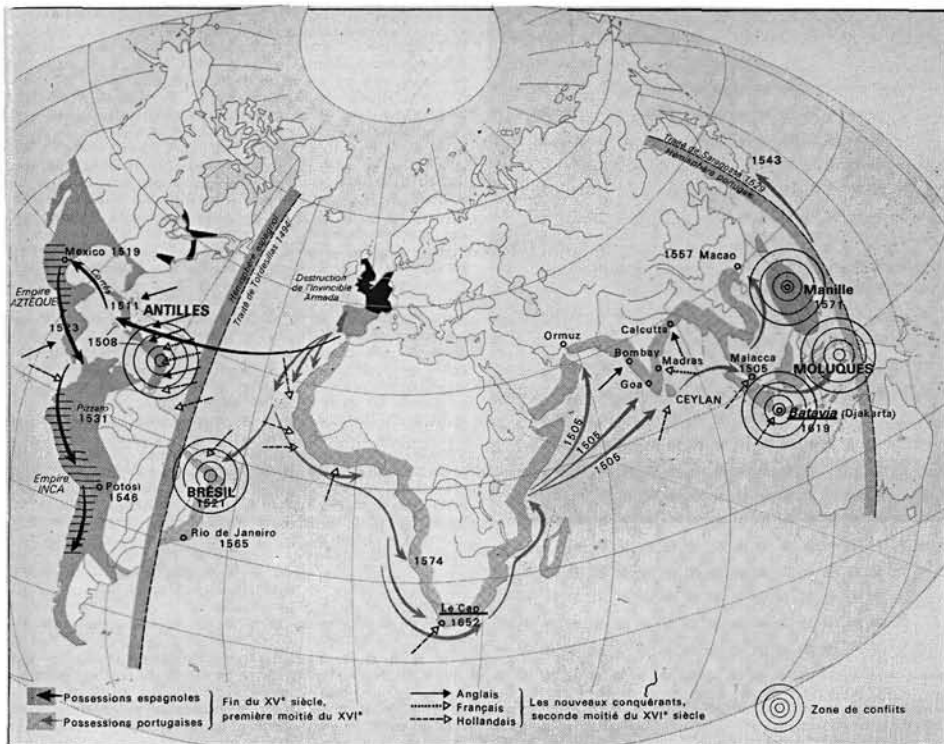 Traité de Saragosse 1529
Hémisphère portugais
1543
Hémisphère espagnol
Traité de Tordesillas 1494
Mexico 1519
Cortés
Empire
AZTÈQUE
1511
ANTILLES
1523
1508
Pizzaro
1531
Empire
INCA
Potosi
1546
BRÉSIL
1521
Rio de Janeiro
1565
Destruction
de l'Invincible
Armada
1574
Le Cap
1652
Ormuz
Calcutta
Bombay
Madras
Goa
CEYLAN
1505
1505
1505
1557 Macao
Manille
1571
Malacca
1505
MOLUQUES
Batavia (Djakarta)
1619
Possessions espagnoles
Possessions portugaises
Fin du XVe siècle,
première moitié du XVIe
Anglais
Français
Hollandais
Les nouveaux conquérants,
seconde moitié du XVIe siècle
Zone de conflits